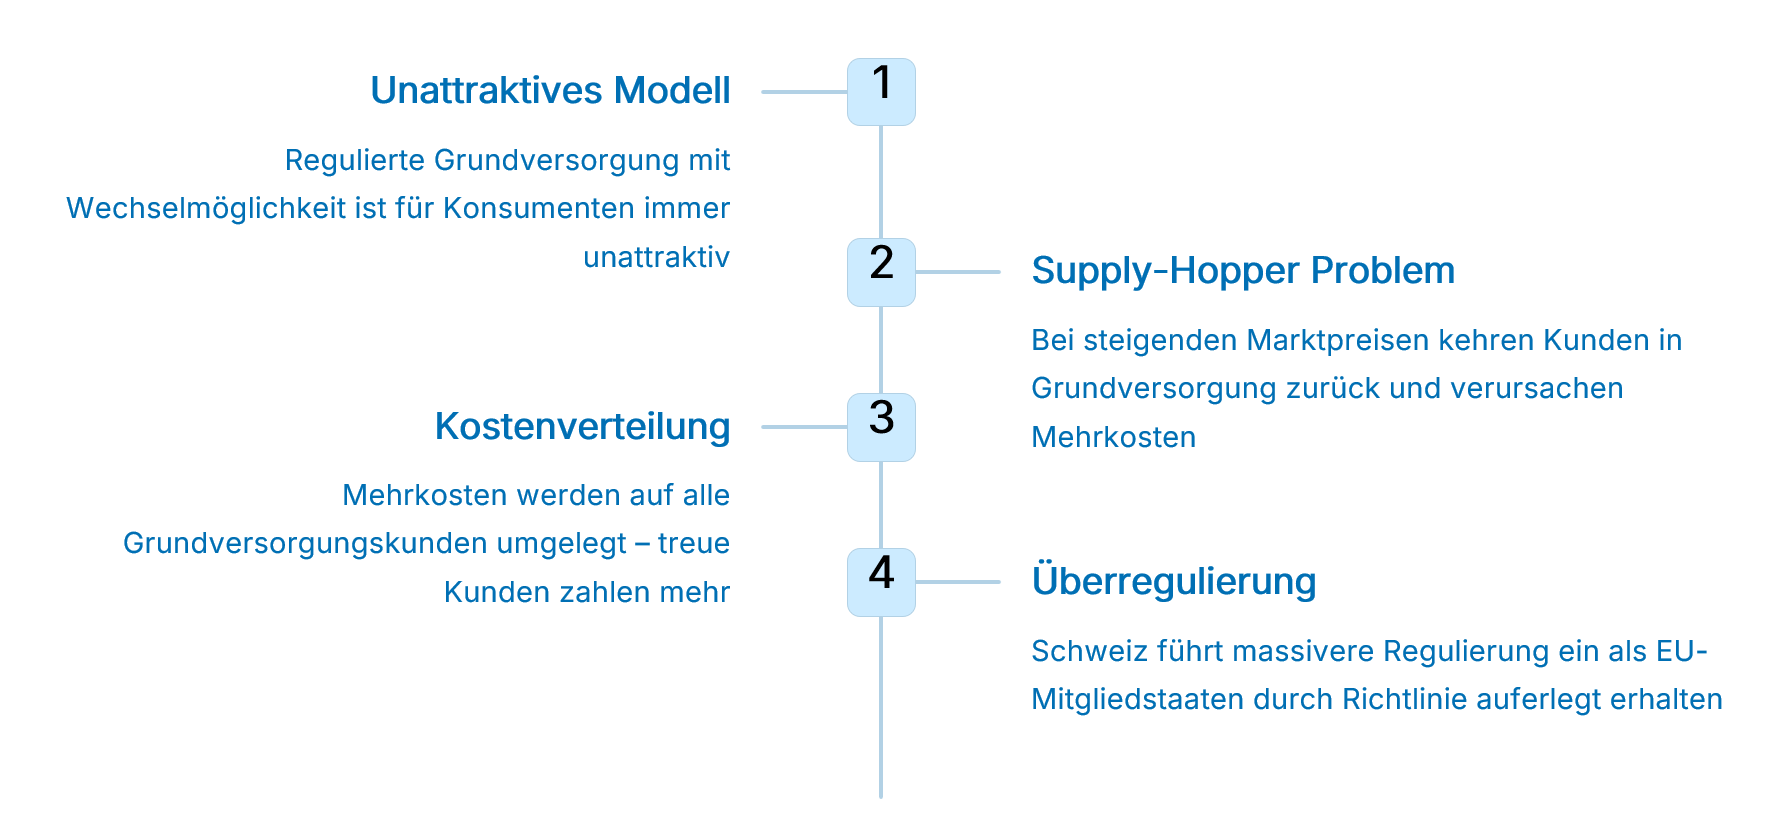 1
Unattraktives Modell
Regulierte Grundversorgung mit
Wechselmöglichkeit ist für Konsumenten immer
unattraktiv
2
Supply-Hopper Problem
Bei steigenden Marktpreisen kehren Kunden in
Grundversorgung zurück und verursachen
Mehrkosten
3
Kostenverteilung
Mehrkosten werden auf alle
Grundversorgungskunden umgelegt – treue
Kunden zahlen mehr
4
Überregulierung
Schweiz führt massivere Regulierung ein als EU-
Mitgliedstaaten durch Richtlinie auferlegt erhalten